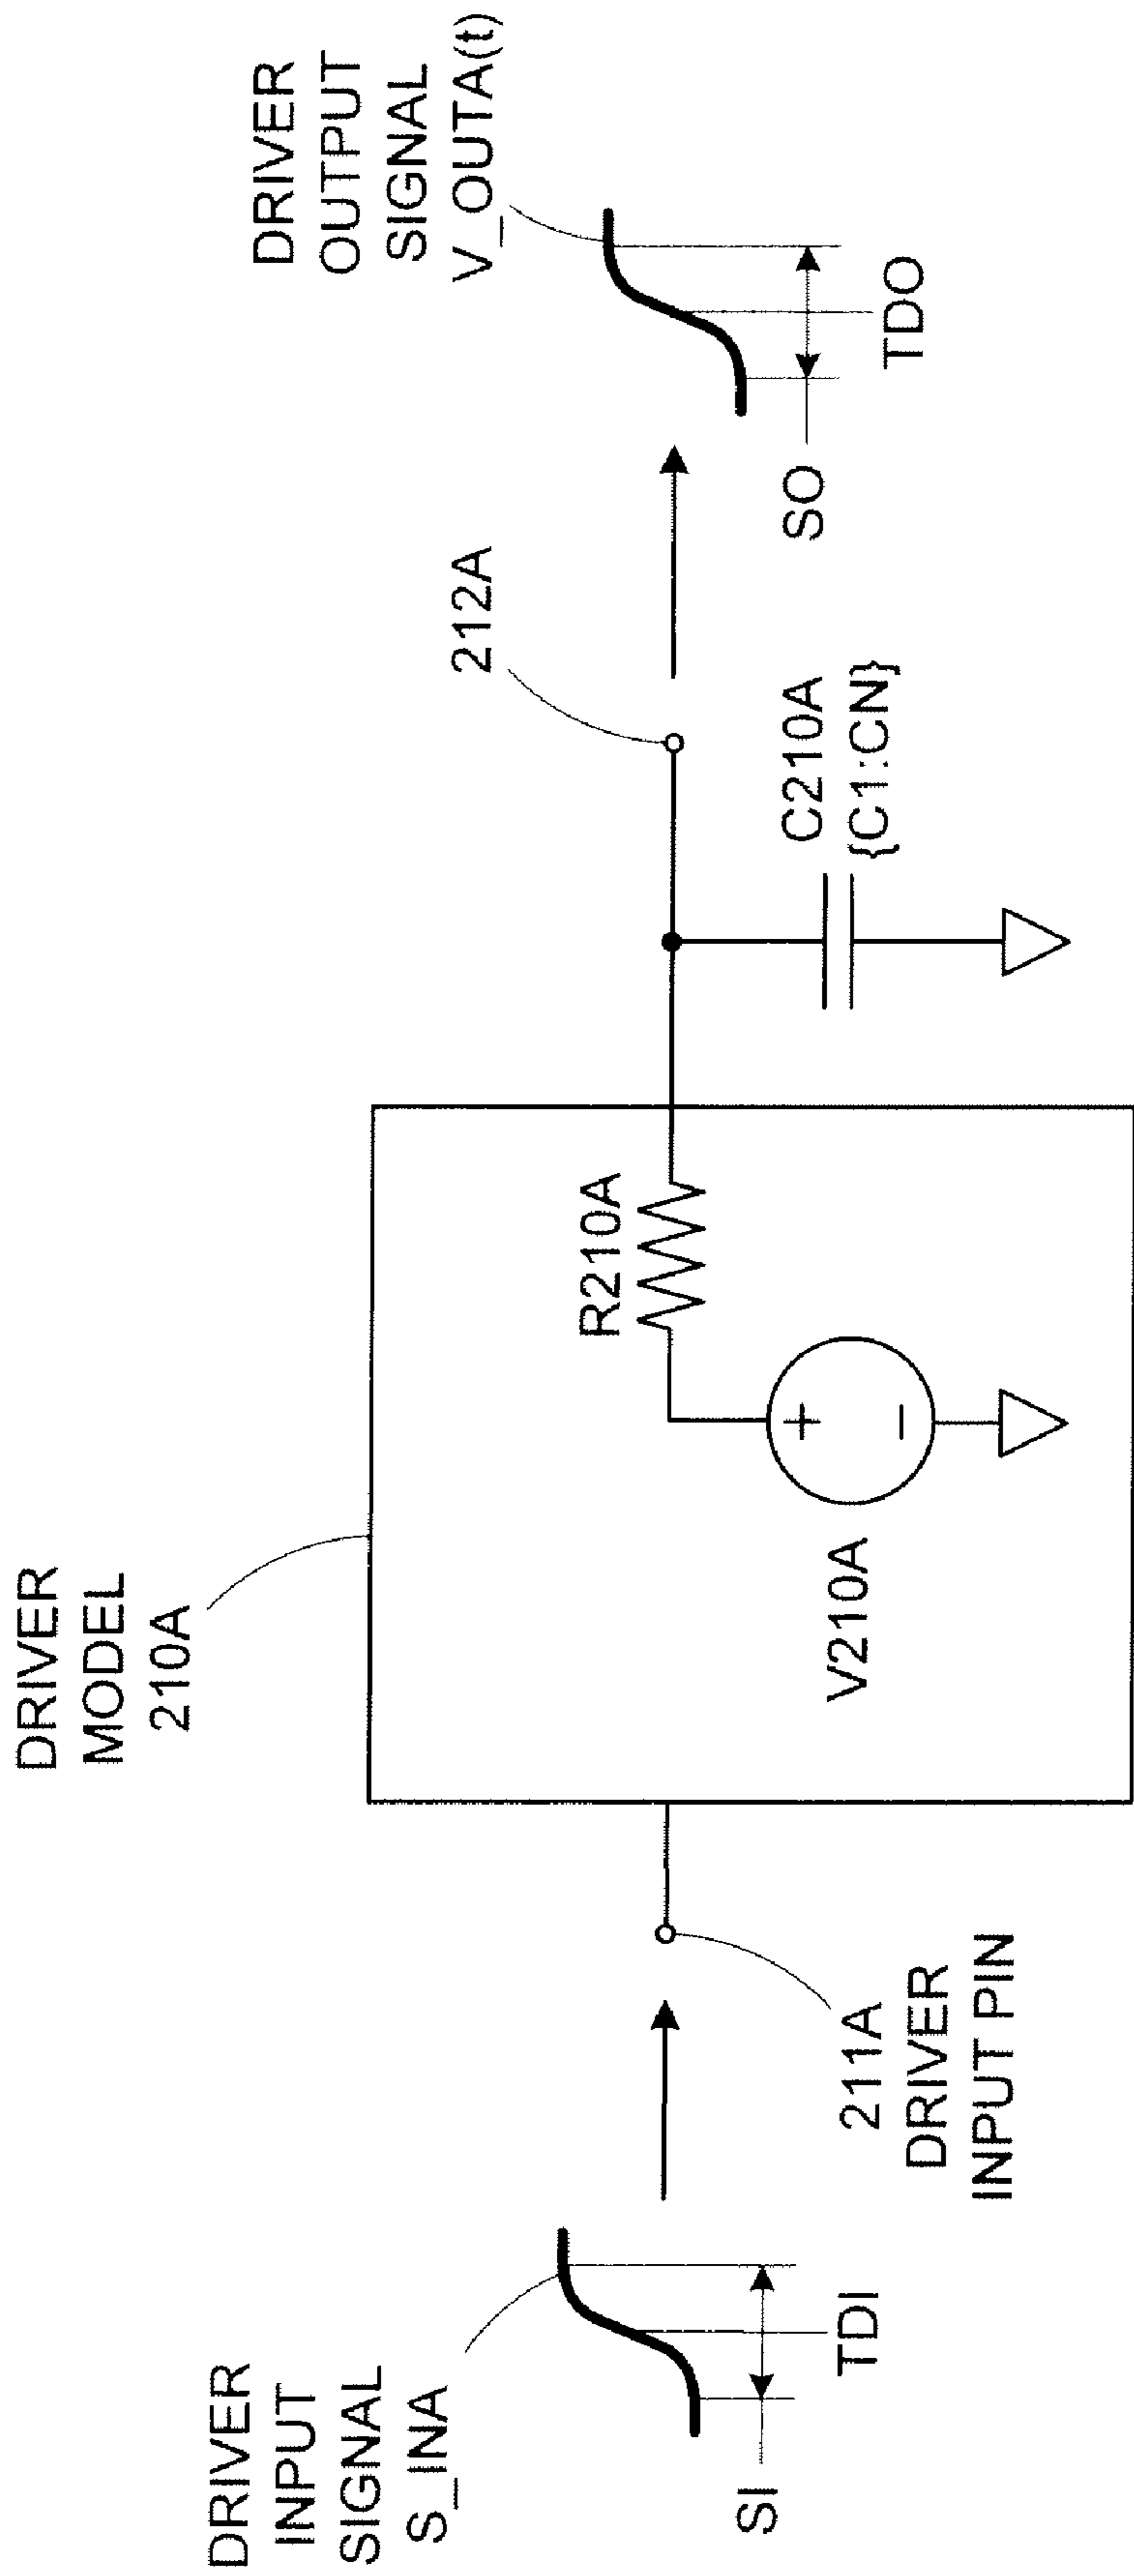 DRIVER
INPUT
SIGNAL
S_INA
SI
TDI
211A
DRIVER
INPUT PIN
DRIVER
MODEL
210A
V210A
+
–
R210A
C210A
{C1:CN}
212A
SO
TDO
DRIVER
OUTPUT
SIGNAL
V_OUTA(t)